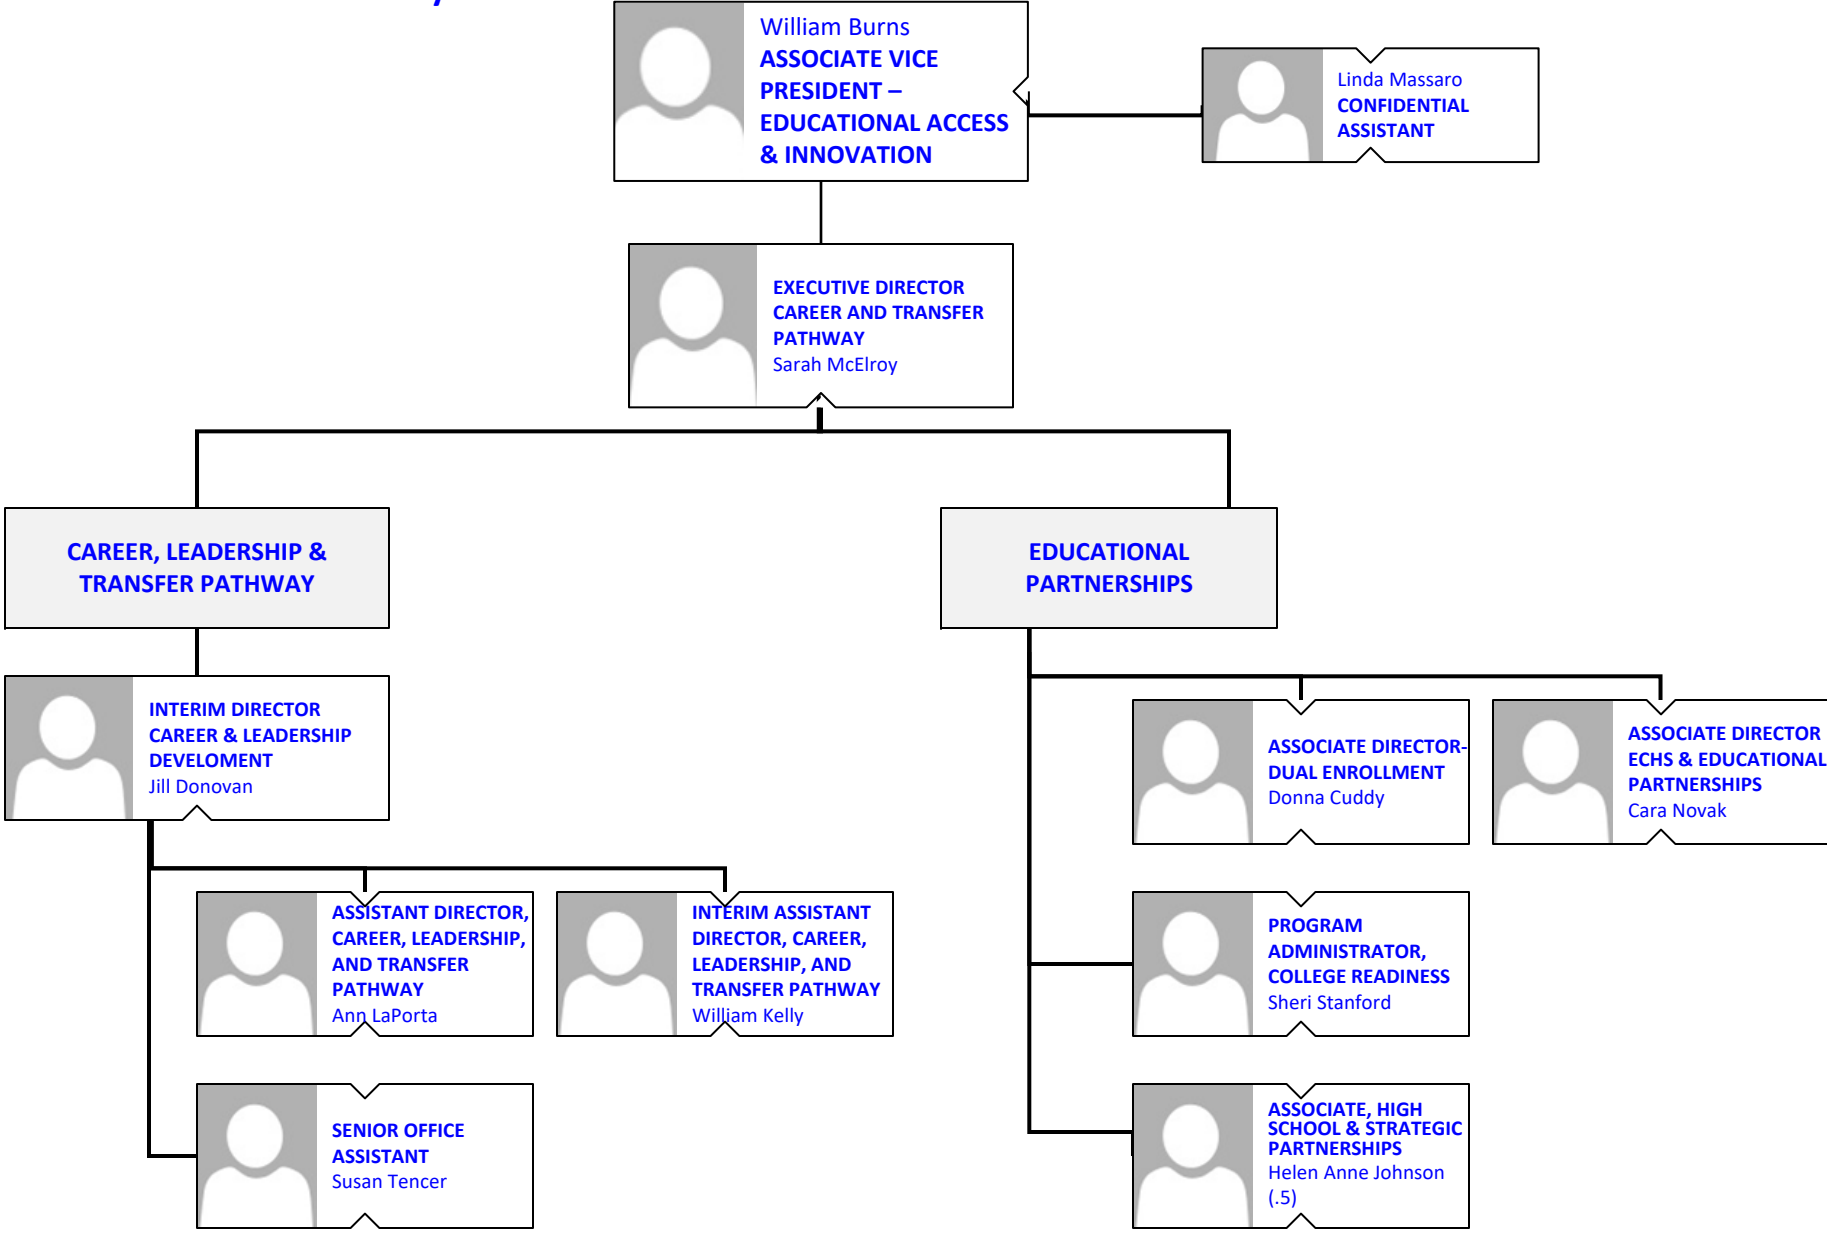 William Burns
ASSOCIATE VICE
PRESIDENT –
EDUCATIONAL ACCESS
& INNOVATION
Linda Massaro
CONFIDENTIAL
ASSISTANT
EXECUTIVE DIRECTOR
CAREER AND TRANSFER
PATHWAY
Sarah McElroy
CAREER, LEADERSHIP &
TRANSFER PATHWAY
EDUCATIONAL
PARTNERSHIPS
INTERIM DIRECTOR
CAREER & LEADERSHIP
DEVELOMENT
Jill Donovan
ASSOCIATE DIRECTOR-
DUAL ENROLLMENT
Donna Cuddy
ASSOCIATE DIRECTOR
ECHS & EDUCATIONAL
PARTNERSHIPS
Cara Novak
ASSISTANT DIRECTOR,
CAREER, LEADERSHIP,
AND TRANSFER
PATHWAY
Ann LaPorta
INTERIM ASSISTANT
DIRECTOR, CAREER,
LEADERSHIP, AND
TRANSFER PATHWAY
William Kelly
PROGRAM
ADMINISTRATOR,
COLLEGE READINESS
Sheri Stanford
SENIOR OFFICE
ASSISTANT
Susan Tencer
ASSOCIATE, HIGH
SCHOOL & STRATEGIC
PARTNERSHIPS
Helen Anne Johnson
(.5)